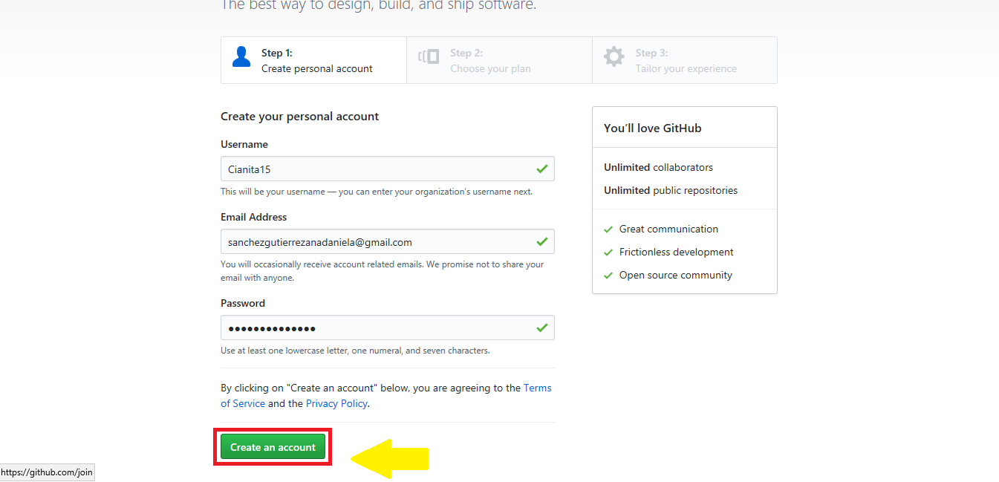 The best way to design, build, and ship software.
Step 1:
Create personal account
Step 2:
Choose your plan
Step 3:
Tailor your experience
Create your personal account
Username
Cianita15
This will be your username — you can enter your organization's username next.
Email Address
sanchezgutierrezanadaniela@gmail.com
You will occasionally receive account related emails. We promise not to share your
email with anyone.
Password
••••••••••••••
Use at least one lowercase letter, one numeral, and seven characters.
By clicking on "Create an account" below, you are agreeing to the Terms
of Service and the Privacy Policy.
Create an account
You'll love GitHub
Unlimited collaborators
Unlimited public repositories
Great communication
Frictionless development
Open source community
https://github.com/join